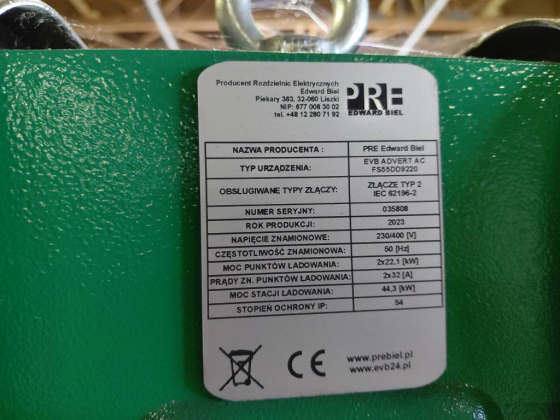 Producent Rozdzielnic Elektrycznych
Edward Biel
Piekary 363, 32-060 Liszki
NIP: 677 008 30 02
tel. +48 12 280 71 92
PRE
EDWARD BIEL
NAZWA PRODUCENTA : PRE Edward Biel
TYP URZĄDZENIA: EVB ADVERT AC
FS55DD9220
OBSŁUGIWANE TYPY ZŁĄCZY: ZŁĄCZE TYP 2
IEC 62196-2
NUMER SERYJNY: 035808
ROK PRODUKCJI: 2023
NAPIĘCIE ZNAMIONOWE: 230/400 [V]
CZĘSTOTLIWOŚĆ ZNAMIONOWA: 50 [Hz]
MOC PUNKTÓW ŁADOWANIA: 2x22,1 [kW]
PRĄDY ZN. PUNKTÓW ŁADOWANIA: 2x32 [A]
MOC STACJI ŁADOWANIA: 44,3 [kW]
STOPIEŃ OCHRONY IP: 54
CE
www.prebiel.pl
www.evb24.pl